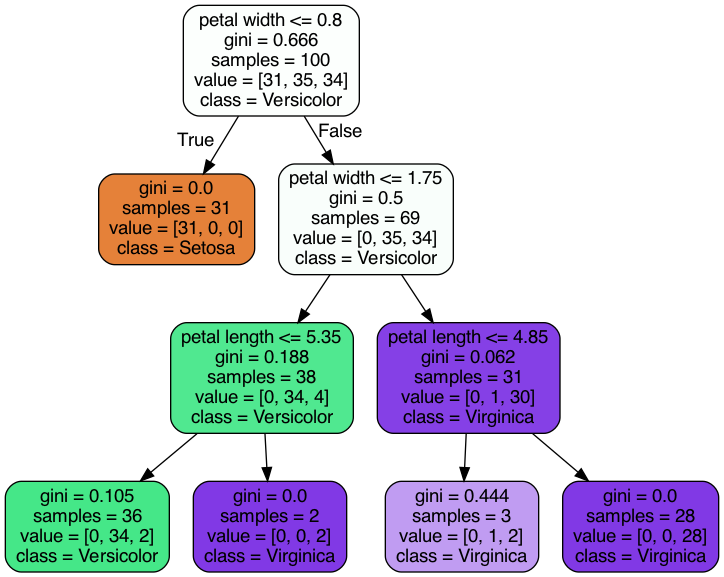 petal width <= 0.8
gini = 0.666
samples = 100
value = [31, 35, 34]
class = Versicolor
True
False
gini = 0.0
samples = 31
value = [31, 0, 0]
class = Setosa
petal width <= 1.75
gini = 0.5
samples = 69
value = [0, 35, 34]
class = Versicolor
petal length <= 5.35
gini = 0.188
samples = 38
value = [0, 34, 4]
class = Versicolor
petal length <= 4.85
gini = 0.062
samples = 31
value = [0, 1, 30]
class = Virginica
gini = 0.105
samples = 36
value = [0, 34, 2]
class = Versicolor
gini = 0.0
samples = 2
value = [0, 0, 2]
class = Virginica
gini = 0.444
samples = 3
value = [0, 1, 2]
class = Virginica
gini = 0.0
samples = 28
value = [0, 0, 28]
class = Virginica